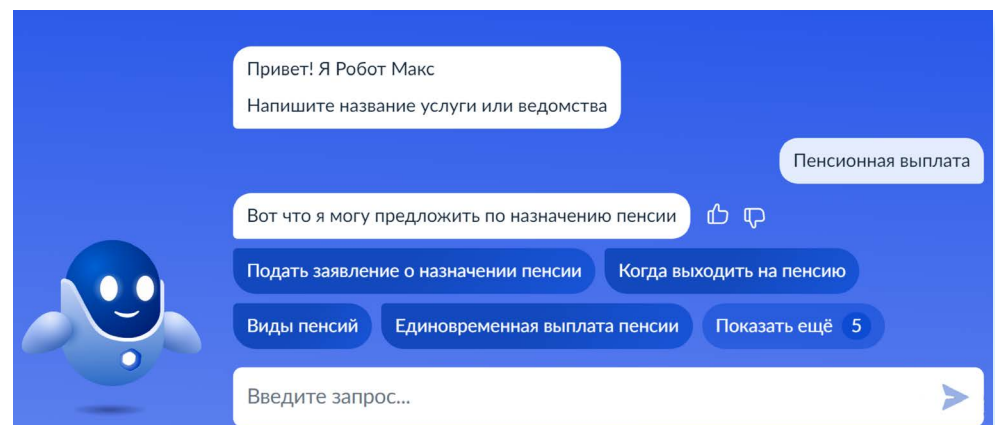 Привет! Я Робот Макс
Напишите название услуги или ведомства
Пенсионная выплата
Вот что я могу предложить по назначению пенсии
Подать заявление о назначении пенсии
Когда выходить на пенсию
Виды пенсий
Единовременная выплата пенсии
Показать ещё 5
Введите запрос...